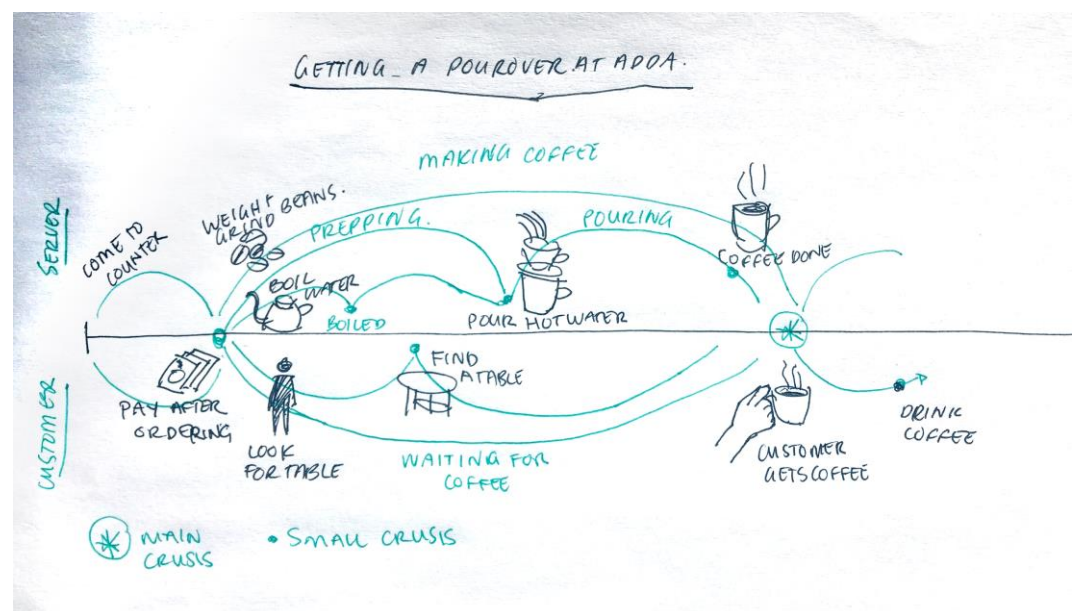 GETTING A POUROVER AT ADDA.
MAKING COFFEE
SERVER
COME TO
COUNTER
WEIGH+
GRIND BEANS.
PREPPING.
POURING
COFFEE DONE
BOIL
WATER
BOILED
POUR HOT WATER
CUSTOMER
PAY AFTER
ORDERING
LOOK
FOR TABLE
FIND
A TABLE
WAITING FOR
COFFEE
CUSTOMER
GETS COFFEE
DRINK
COFFEE
MAIN
CRUSIS
SMALL CRUSIS